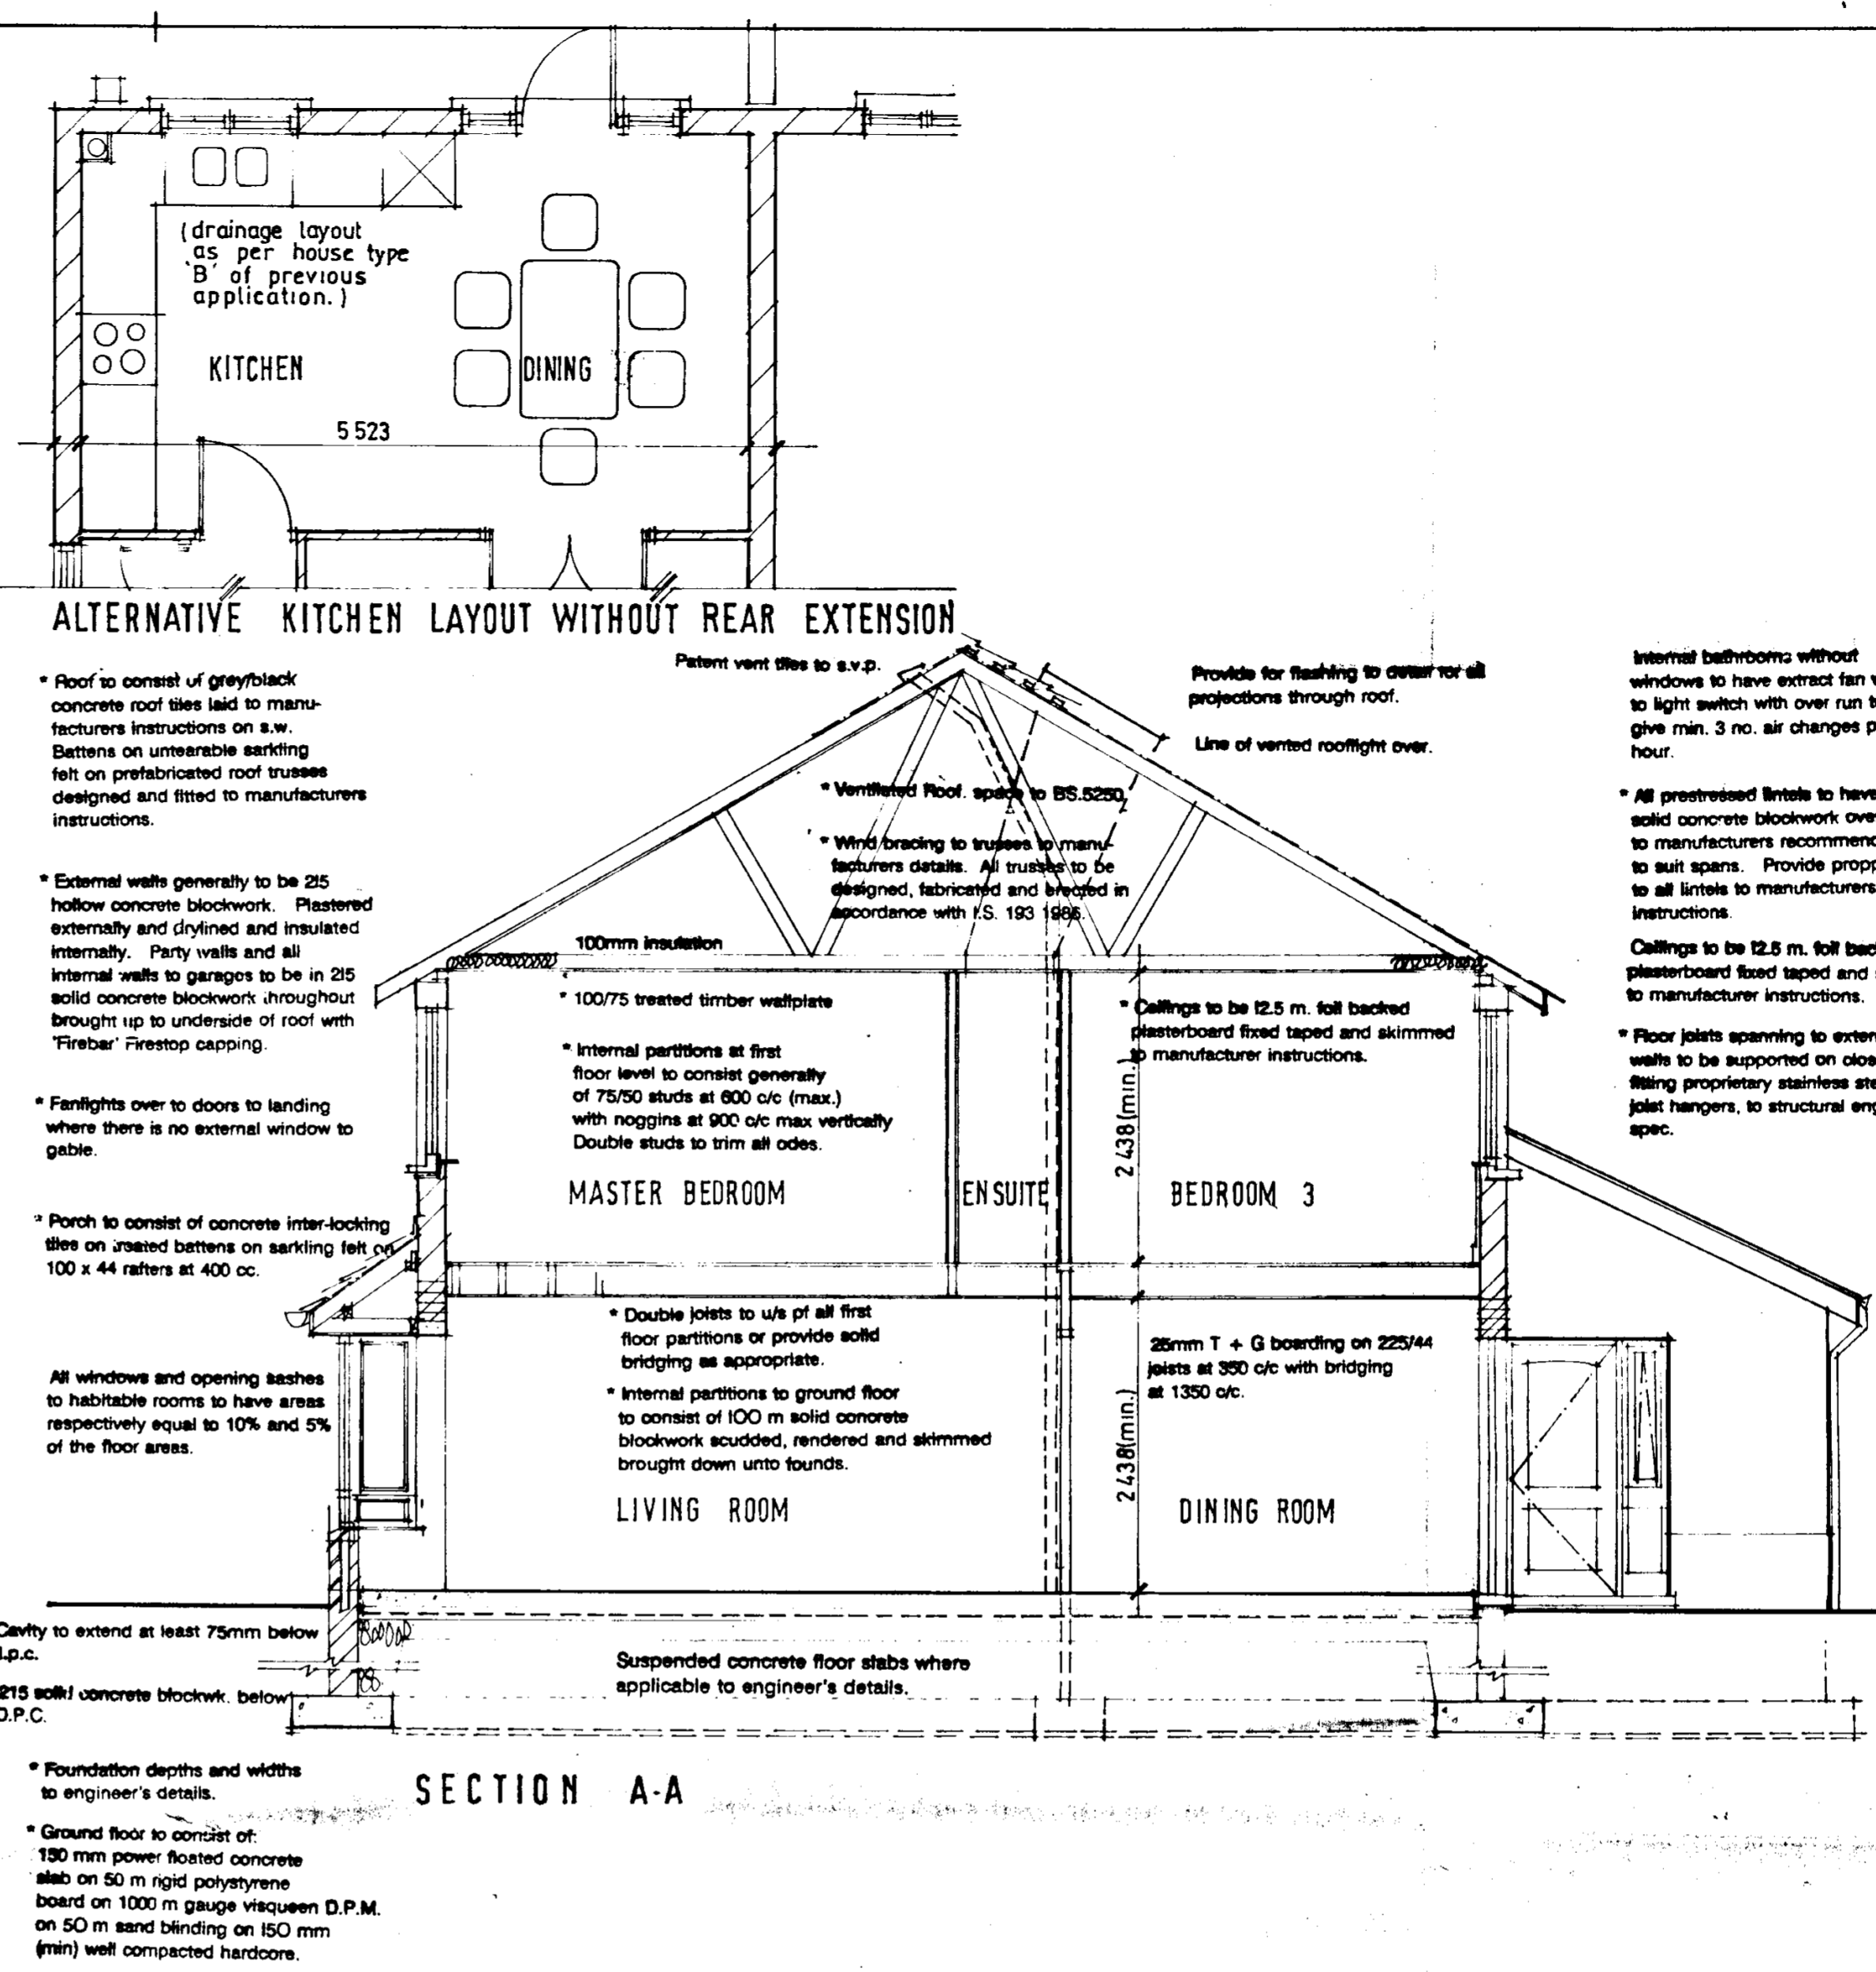 (drainage layout
as per house type
'B' of previous
application.)
KITCHEN
DINING
5 523
ALTERNATIVE KITCHEN LAYOUT WITHOUT REAR EXTENSION
* Roof to consist of grey/black
concrete roof tiles laid to manu-
facturers instructions on s.w.
Battens on untearable sarkling
felt on prefabricated roof trusses
designed and fitted to manufacturers
instructions.
* External walls generally to be 215
hollow concrete blockwork. Plastered
externally and drylined and insulated
internally. Party walls and all
internal walls to garages to be in 215
solid concrete blockwork throughout
brought up to underside of roof with
'Firebar' Firestop capping.
* Fanlights over to doors to landing
where there is no external window to
gable.
* Porch to consist of concrete inter-locking
tiles on treated battens on sarkling felt on
100 x 44 rafters at 400 cc.
All windows and opening sashes
to habitable rooms to have areas
respectively equal to 10% and 5%
of the floor areas.
Cavity to extend at least 75mm below
d.p.c.
215 solid concrete blockwk. below
D.P.C.
* Foundation depths and widths
to engineer's details.
* Ground floor to consist of:
150 mm power floated concrete
slab on 50 m rigid polystyrene
board on 1000 m gauge visqueen D.P.M.
on 50 m sand blinding on 150 mm
(min) well compacted hardcore.
Patent vent tiles to s.v.p.
Provide for flashing to detail for all
projections through roof.
Line of vented rooflight over.
* Ventilated Roof. space to BS.5250
* Wind bracing to trusses to manu-
facturers details. All trusses to be
designed, fabricated and erected in
accordance with I.S. 193 1986.
100mm insulation
* 100/75 treated timber wallplate
* Internal partitions at first
floor level to consist generally
of 75/50 studs at 600 c/c (max.)
with noggins at 900 c/c max vertically
Double studs to trim all odes.
* Ceilings to be 12.5 m. foil backed
plasterboard fixed taped and skimmed
to manufacturer instructions.
2 438 (min.)
MASTER BEDROOM
EN SUITE
BEDROOM 3
* Double joists to u/s pf all first
floor partitions or provide solid
bridging as appropriate.
* Internal partitions to ground floor
to consist of 100 m solid concrete
blockwork scudded, rendered and skimmed
brought down unto founds.
25mm T + G boarding on 225/44
joists at 350 c/c with bridging
at 1350 c/c.
2 438(min.)
LIVING ROOM
DINING ROOM
Suspended concrete floor slabs where
applicable to engineer's details.
SECTION A-A
Internal bathrooms without
windows to have extract fan
to light switch with over run
give min. 3 no. air changes
hour.
* All prestressed lintels to have
solid concrete blockwork
to manufacturers
to suit spans. Provide
to all lintels to manufacturers
instructions.
Ceilings to be 12.5 m. foil
plasterboard fixed taped and
to manufacturer instructions.
* Floor joists spanning to
walls to be supported on
fitting proprietary stainless
joist hangers, to structural
spec.